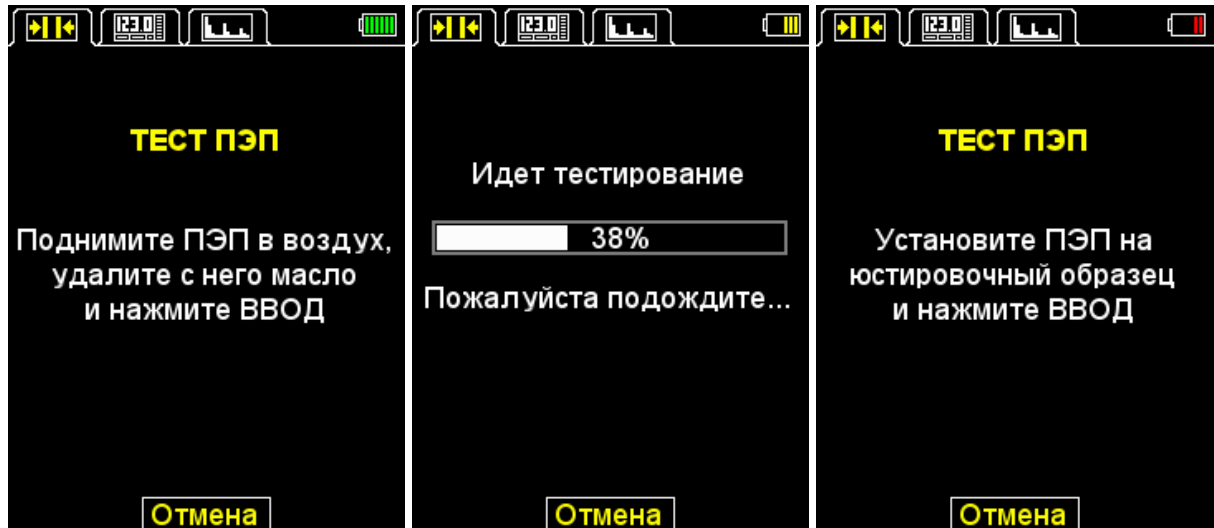 123.0
ТЕСТ ПЭП
Поднимите ПЭП в воздух,
удалите с него масло
и нажмите ВВОД
Отмена
123.0
Идет тестирование
38%
Пожалуйста подождите...
Отмена
123.0
ТЕСТ ПЭП
Установите ПЭП на
юстировочный образец
и нажмите ВВОД
Отмена